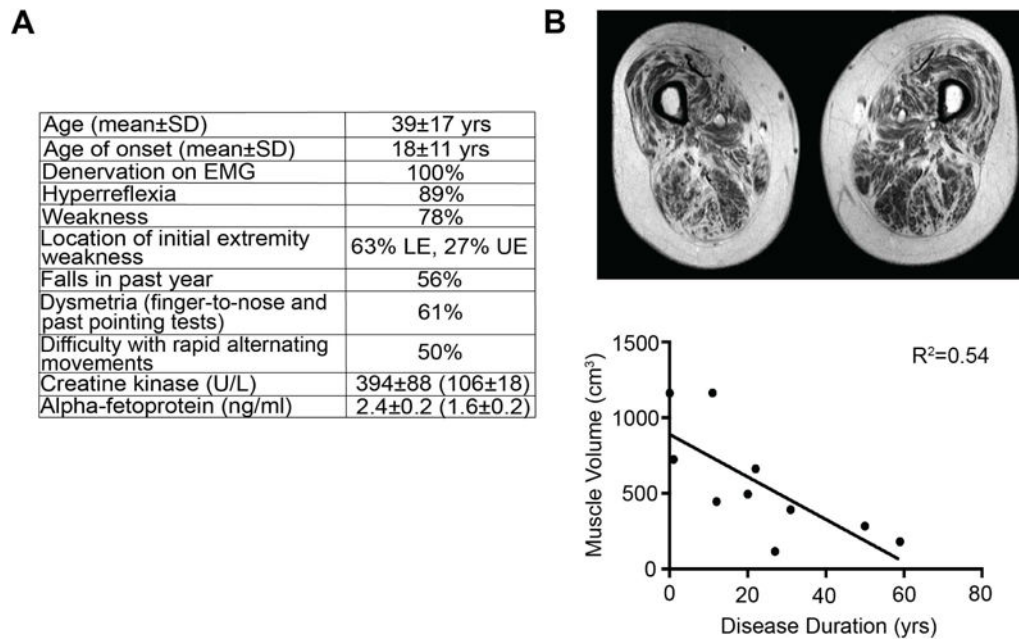 A
Age (mean±SD) 39±17 yrs
Age of onset (mean±SD) 18±11 yrs
Denervation on EMG 100%
Hyperreflexia 89%
Weakness 78%
Location of initial extremity
weakness 63% LE, 27% UE
Falls in past year 56%
Dysmetria (finger-to-nose and
past pointing tests) 61%
Difficulty with rapid alternating
movements 50%
Creatine kinase (U/L) 394±88 (106±18)
Alpha-fetoprotein (ng/ml) 2.4±0.2 (1.6±0.2)
B
R²=0.54
Muscle Volume (cm³)
1500
1000
500
0
0 20 40 60 80
Disease Duration (yrs)